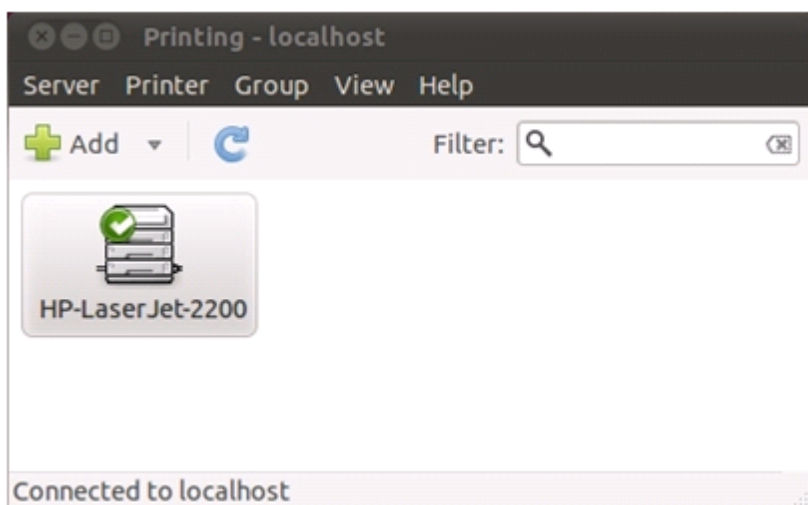 Printing - localhost
Server Printer Group View Help
Add Filter:
HP-LaserJet-2200
Connected to localhost